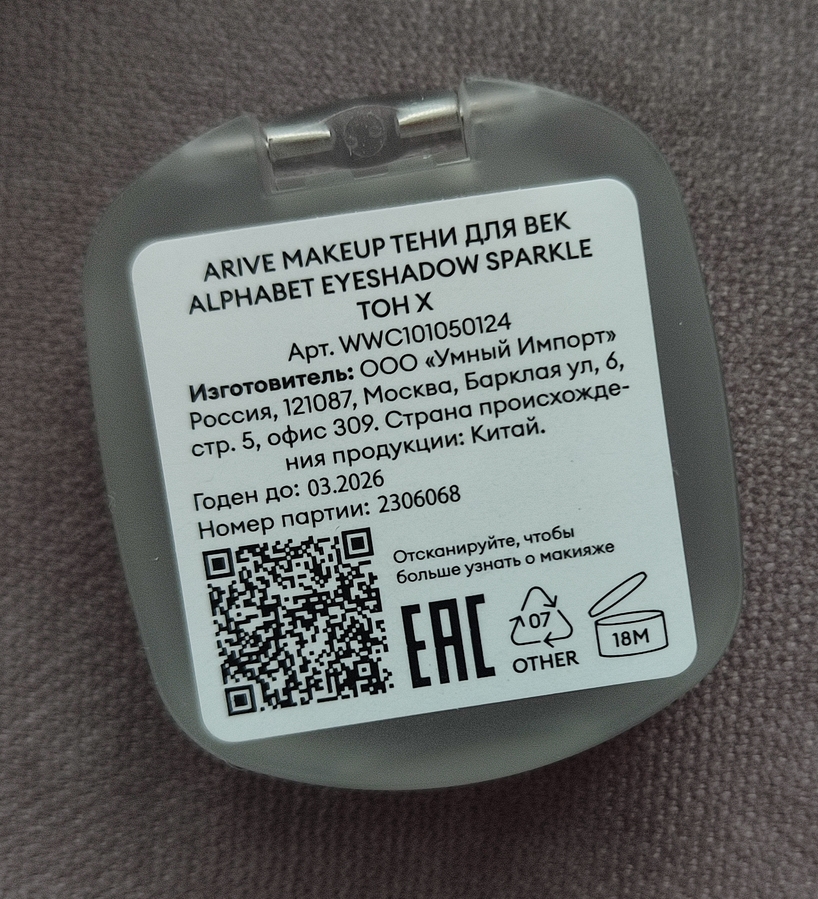 ARIVE MAKEUP ТЕНИ ДЛЯ ВЕК
ALPHABET EYESHADOW SPARKLE
ТОН X
Арт. WWC101050124
Изготовитель: ООО «Умный Импорт»
Россия, 121087, Москва, Барклая ул, 6,
стр. 5, офис 309. Страна происхожде-
ния продукции: Китай.
Годен до: 03.2026
Номер партии: 2306068
Отсканируйте, чтобы
больше узнать о макияже
EAC
07
OTHER
18M